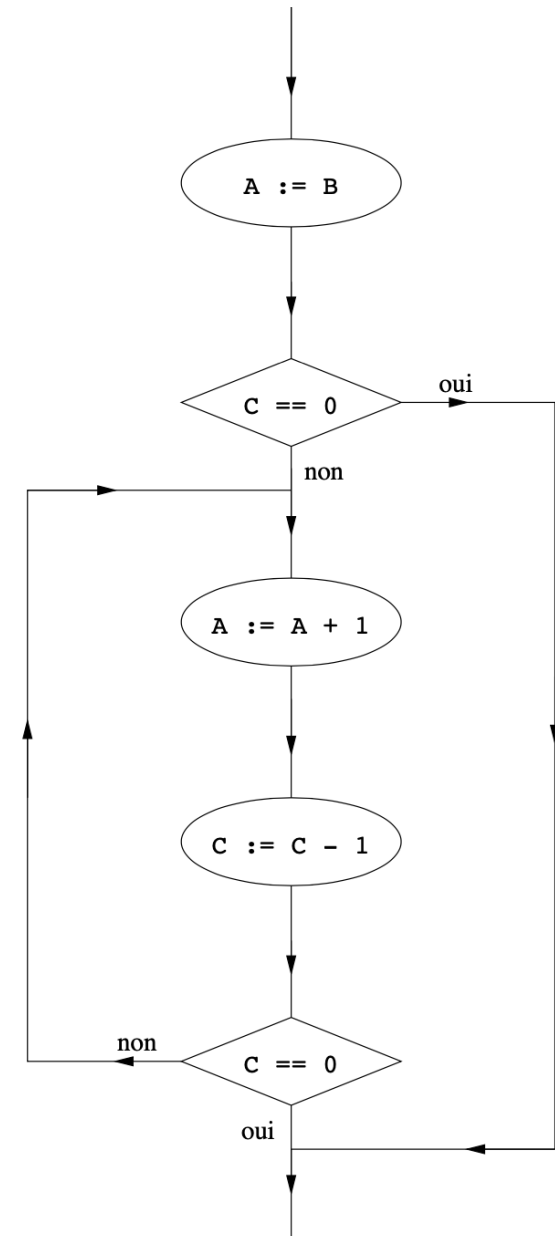 A := B
C == 0
oui
non
A := A + 1
C := C - 1
non
C == 0
oui